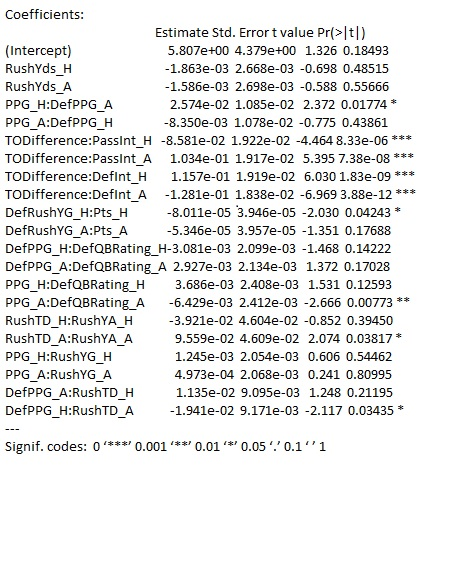 Coefficients:
Estimate Std. Error t value Pr(>|t|)
(Intercept) 5.807e+00 4.379e+00 1.326 0.18493
RushYds_H -1.863e-03 2.668e-03 -0.698 0.48515
RushYds_A -1.586e-03 2.698e-03 -0.588 0.55666
PPG_H:DefPPG_A 2.574e-02 1.085e-02 2.372 0.01774 *
PPG_A:DefPPG_H -8.350e-03 1.078e-02 -0.775 0.43861
TODifference:PassInt_H -8.581e-02 1.922e-02 -4.464 8.33e-06 ***
TODifference:PassInt_A 1.034e-01 1.917e-02 5.395 7.38e-08 ***
TODifference:DefInt_H 1.157e-01 1.919e-02 6.030 1.83e-09 ***
TODifference:DefInt_A -1.281e-01 1.838e-02 -6.969 3.88e-12 ***
DefRushYG_H:Pts_H -8.011e-05 3.946e-05 -2.030 0.04243 *
DefRushYG_A:Pts_A -5.346e-05 3.957e-05 -1.351 0.17688
DefPPG_H:DefQBRating_H-3.081e-03 2.099e-03 -1.468 0.14222
DefPPG_A:DefQBRating_A 2.927e-03 2.134e-03 1.372 0.17028
PPG_H:DefQBRating_H 3.686e-03 2.408e-03 1.531 0.12593
PPG_A:DefQBRating_A -6.429e-03 2.412e-03 -2.666 0.00773 **
RushTD_H:RushYA_H -3.921e-02 4.604e-02 -0.852 0.39450
RushTD_A:RushYA_A 9.559e-02 4.609e-02 2.074 0.03817 *
PPG_H:RushYG_H 1.245e-03 2.054e-03 0.606 0.54462
PPG_A:RushYG_A 4.973e-04 2.068e-03 0.241 0.80995
DefPPG_A:RushTD_H 1.135e-02 9.095e-03 1.248 0.21195
DefPPG_H:RushTD_A -1.941e-02 9.171e-03 -2.117 0.03435 *
---
Signif. codes: 0 ‘***’ 0.001 ‘**’ 0.01 ‘*’ 0.05 ‘.’ 0.1 ‘ ’ 1